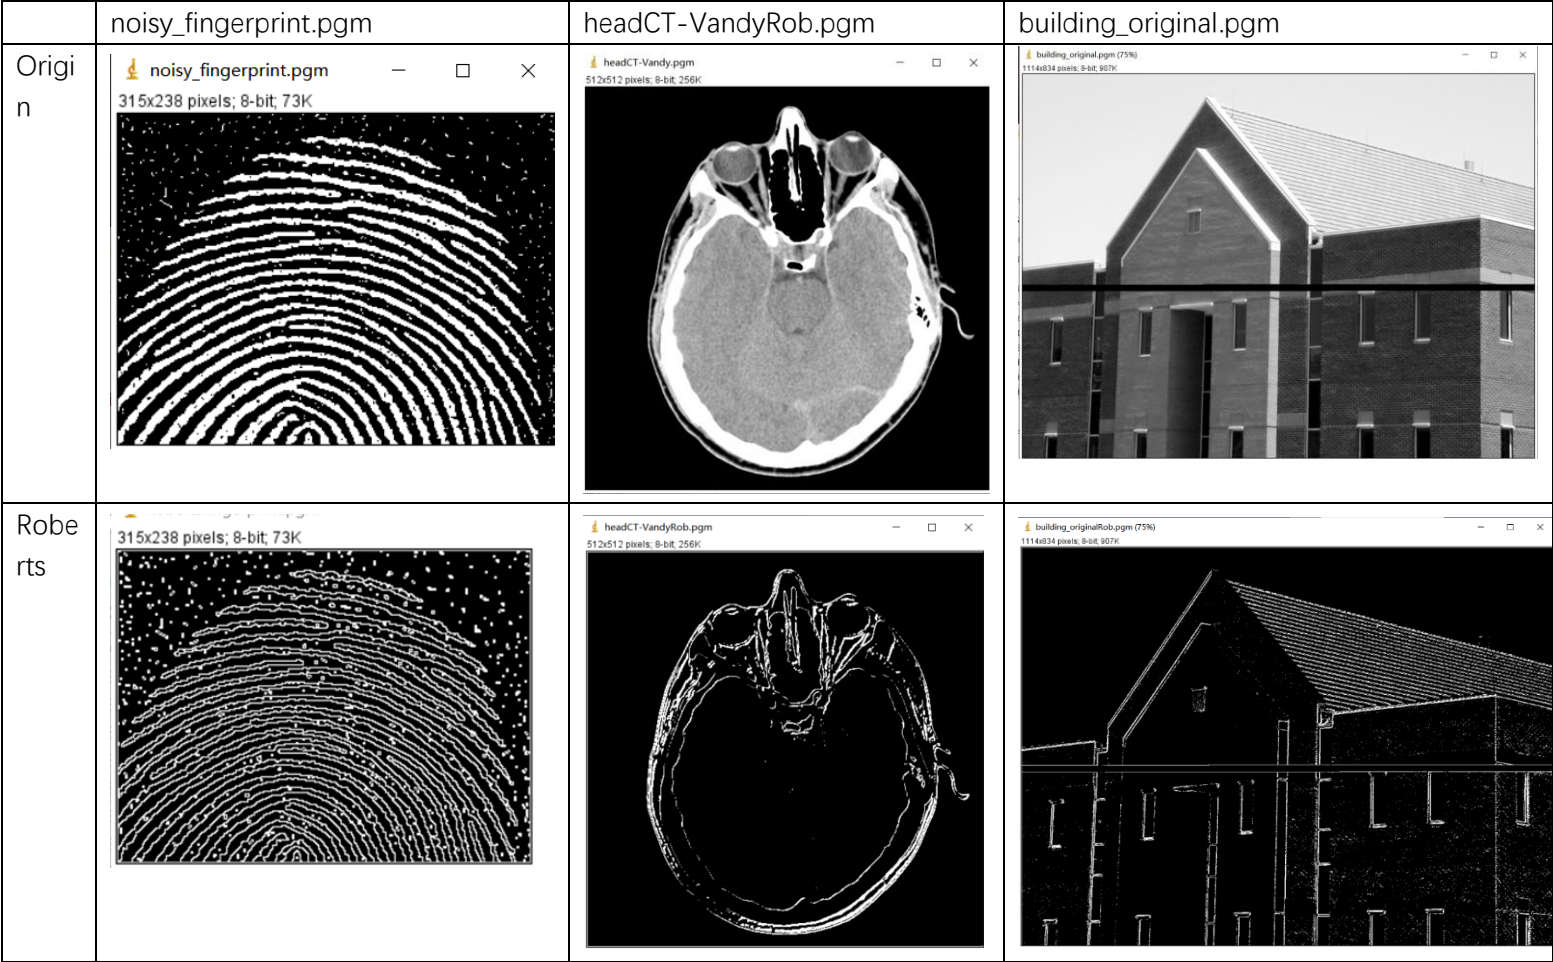 noisy_fingerprint.pgm
headCT-VandyRob.pgm
building_original.pgm
Origi
n
noisy_fingerprint.pgm
315x238 pixels; 8-bit; 73K
headCT-Vandy.pgm
512x512 pixels; 8-bit; 256K
building_original.pgm (75%)
1114x834 pixels; 8-bit; 907K
Robe
rts
315x238 pixels; 8-bit; 73K
headCT-VandyRob.pgm
512x512 pixels; 8-bit; 256K
building_originalRob.pgm (75%)
1114x834 pixels; 8-bit; 907K